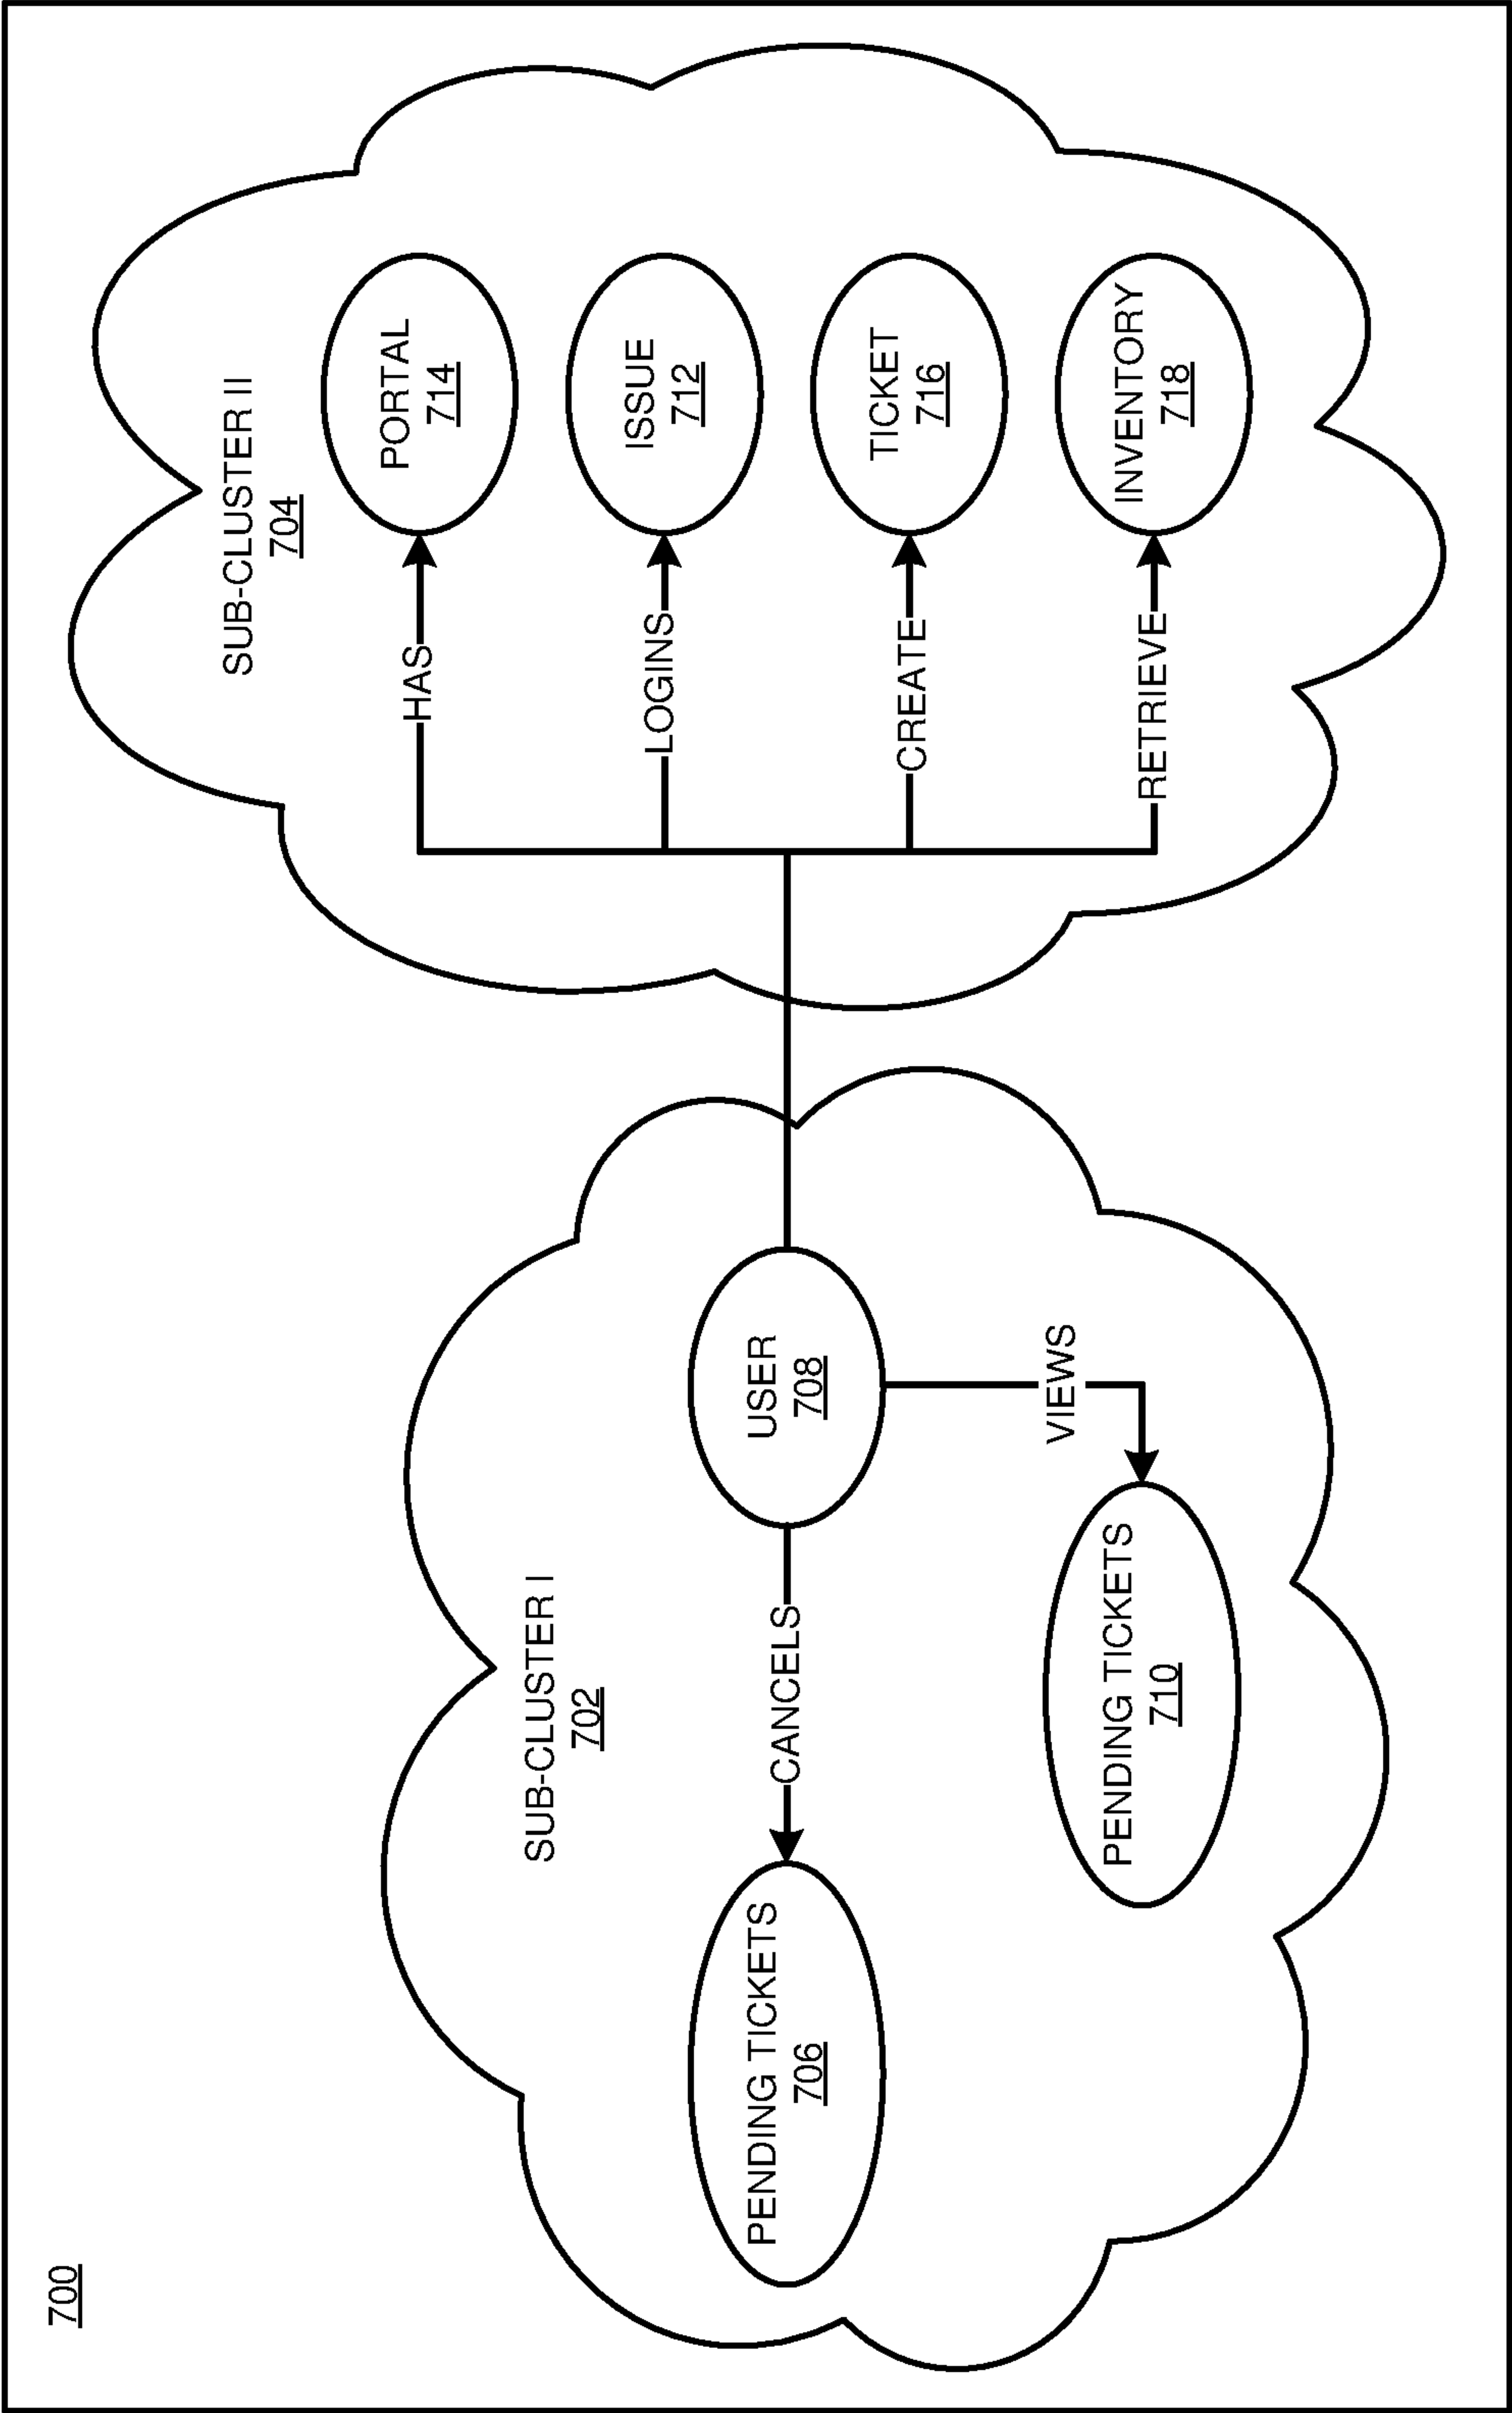 700
SUB-CLUSTER I
702
PENDING TICKETS
706
CANCELS
USER
708
VIEWS
PENDING TICKETS
710
SUB-CLUSTER II
704
HAS
PORTAL
714
LOGINS
ISSUE
712
CREATE
TICKET
716
RETRIEVE
INVENTORY
718